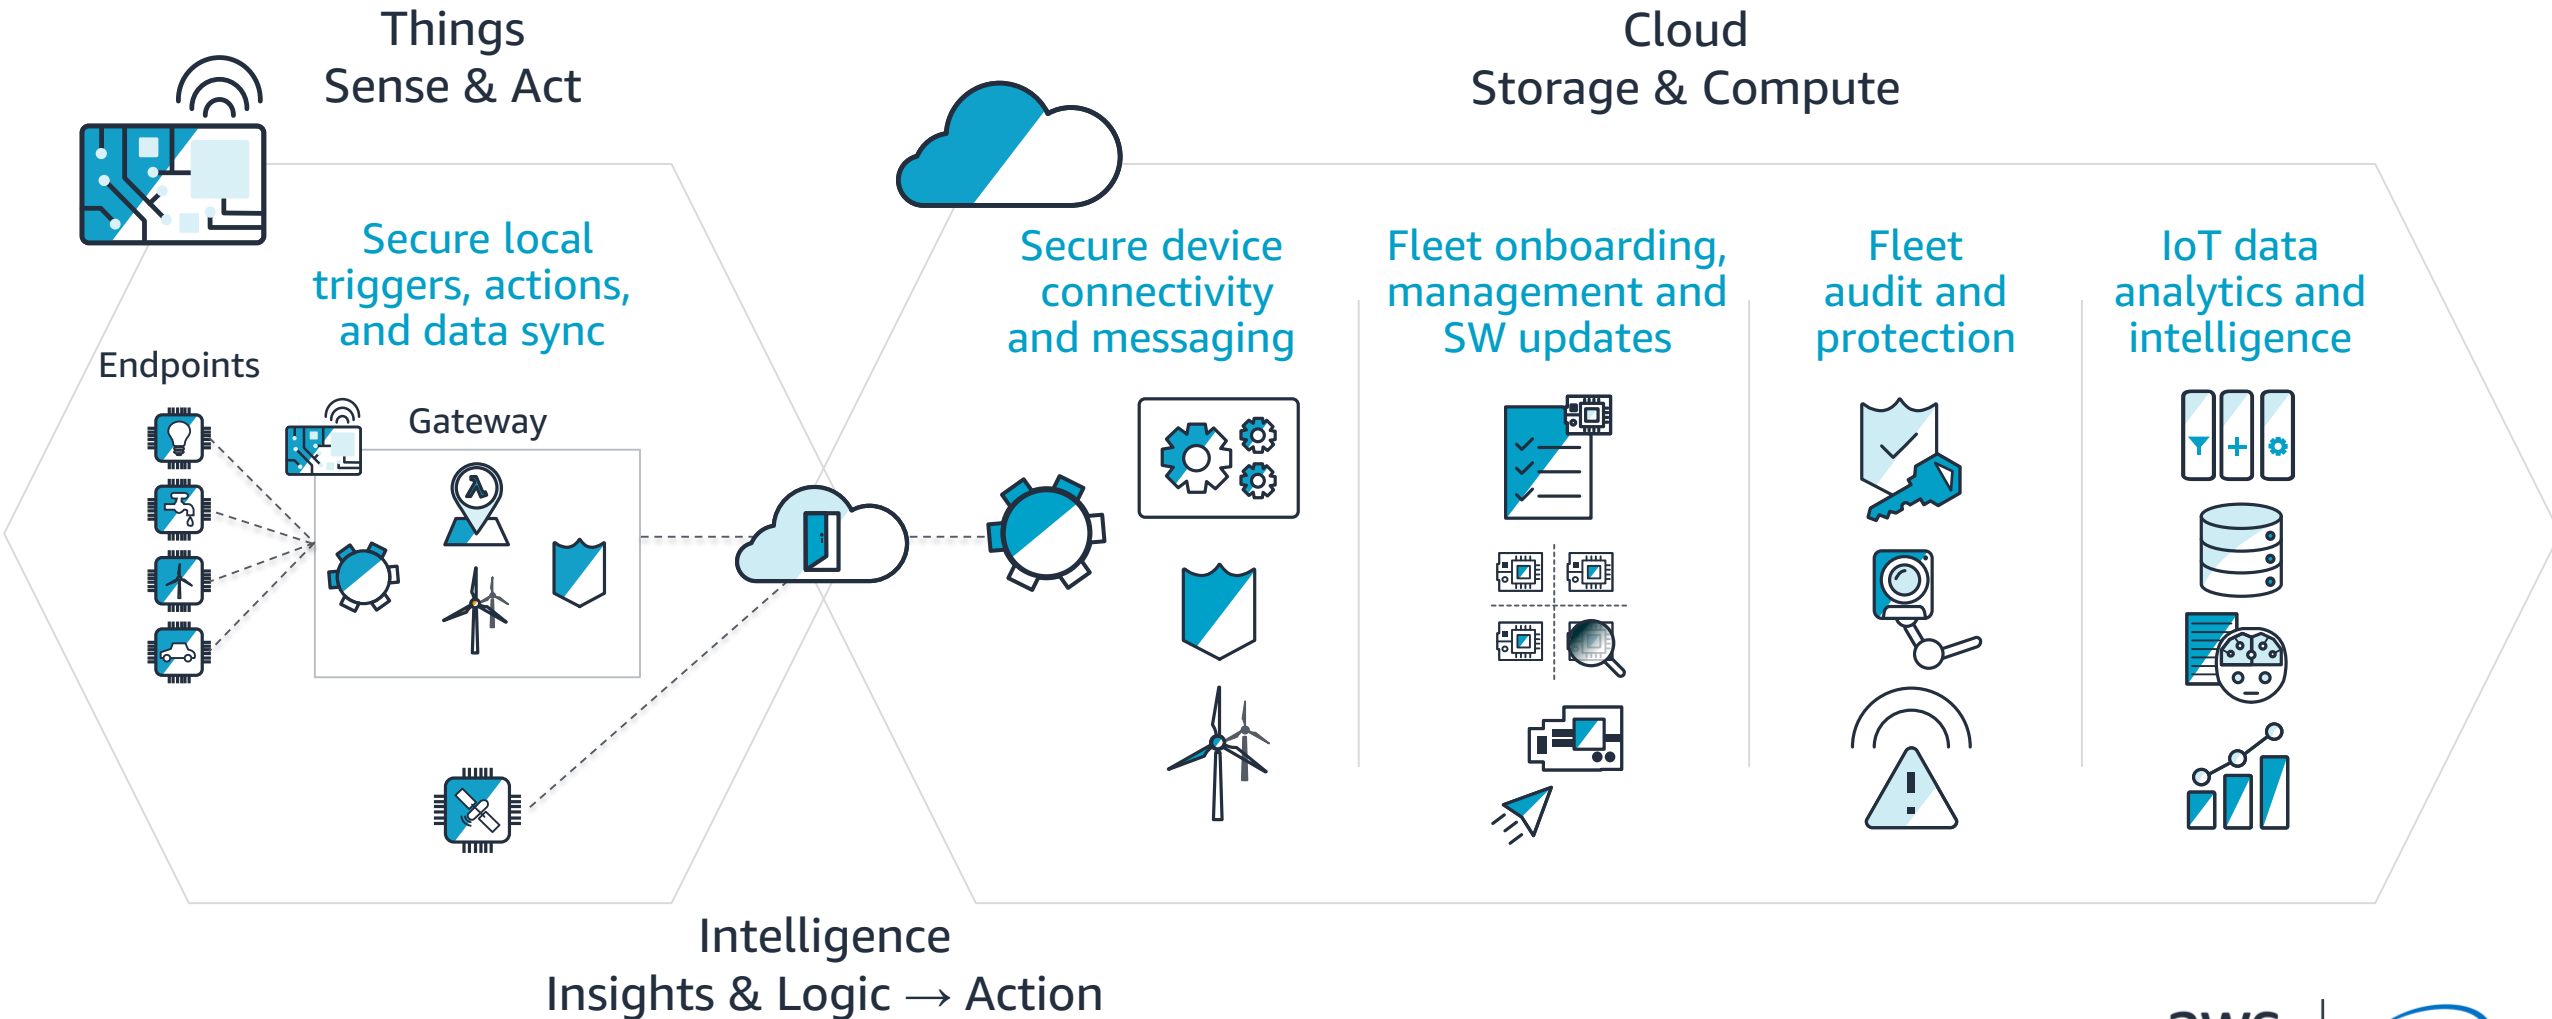 Things
Sense & Act
Cloud
Storage & Compute
Secure local
triggers, actions,
and data sync
Endpoints
Gateway
λ
Secure device
connectivity
and messaging
Fleet onboarding,
management and
SW updates
Fleet
audit and
protection
IoT data
analytics and
intelligence
Intelligence
Insights & Logic → Action
aws